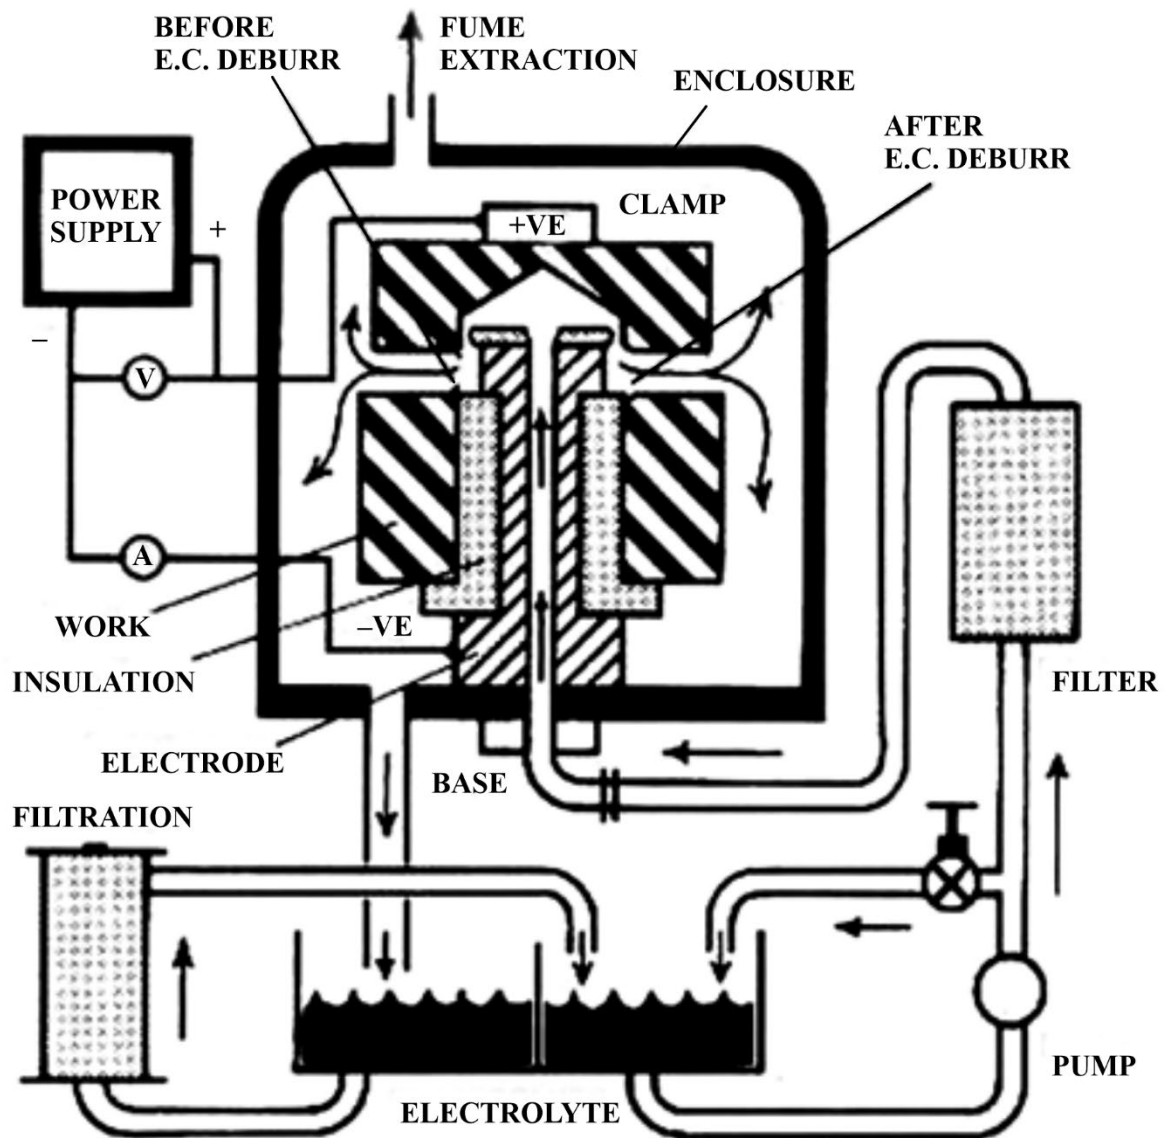 BEFORE
E.C. DEBURR
FUME
EXTRACTION
ENCLOSURE
AFTER
E.C. DEBURR
POWER
SUPPLY
+
CLAMP
+VE
–
V
A
WORK
–VE
INSULATION
FILTER
ELECTRODE
BASE
FILTRATION
PUMP
ELECTROLYTE